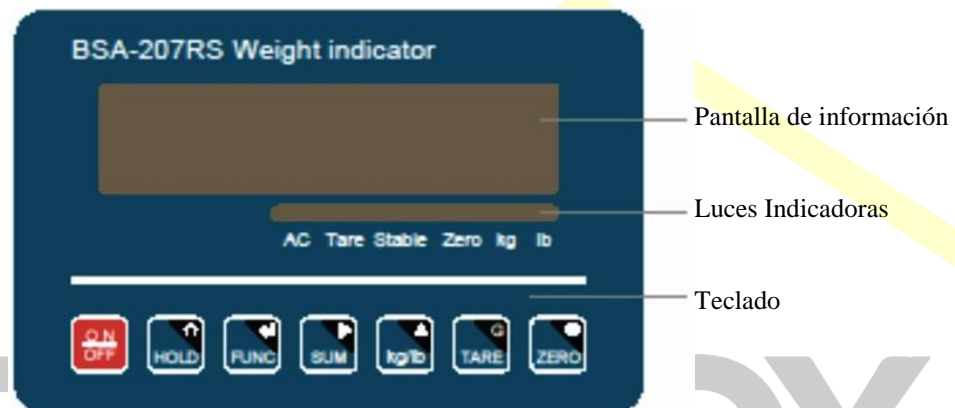 BSA-207RS Weight indicator
Pantalla de información
Luces Indicadoras
AC Tare Stable Zero kg lb
Teclado
ON OFF HOLD FUNC SUM kg/lb TARE G ZERO